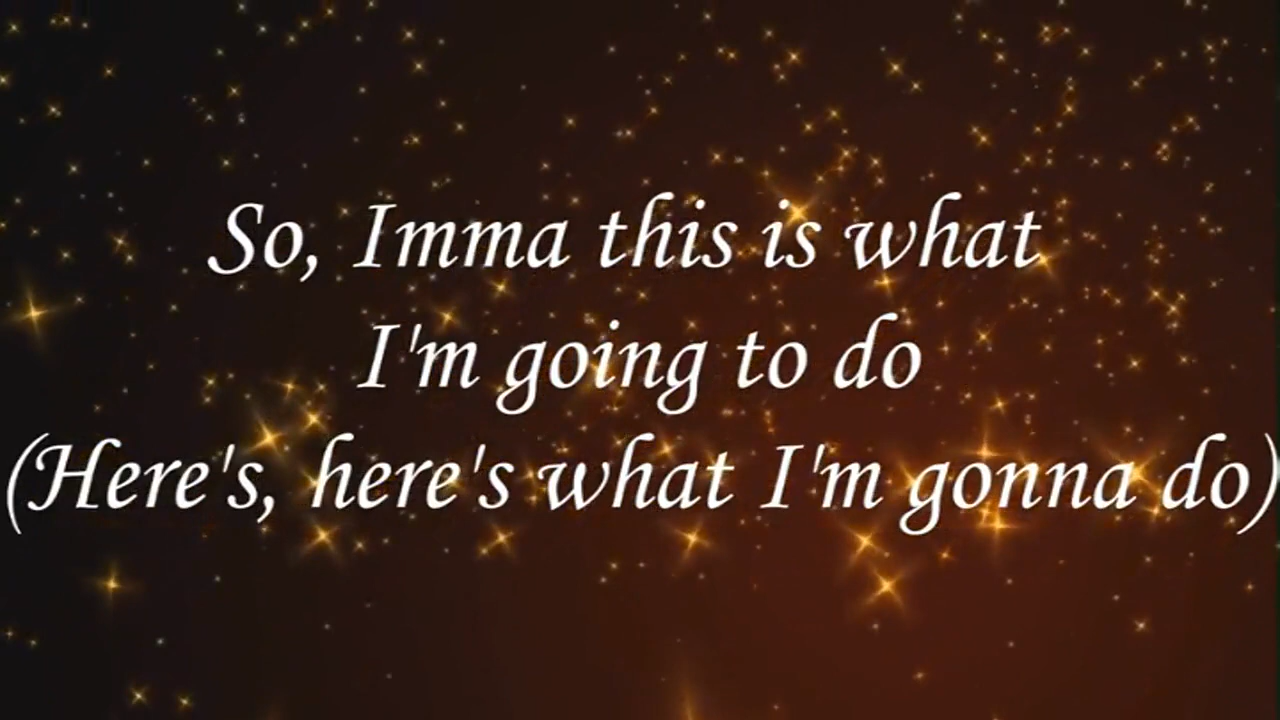 So, Imma this is what
I'm going to do
(Here's, here's what I'm gonna do)